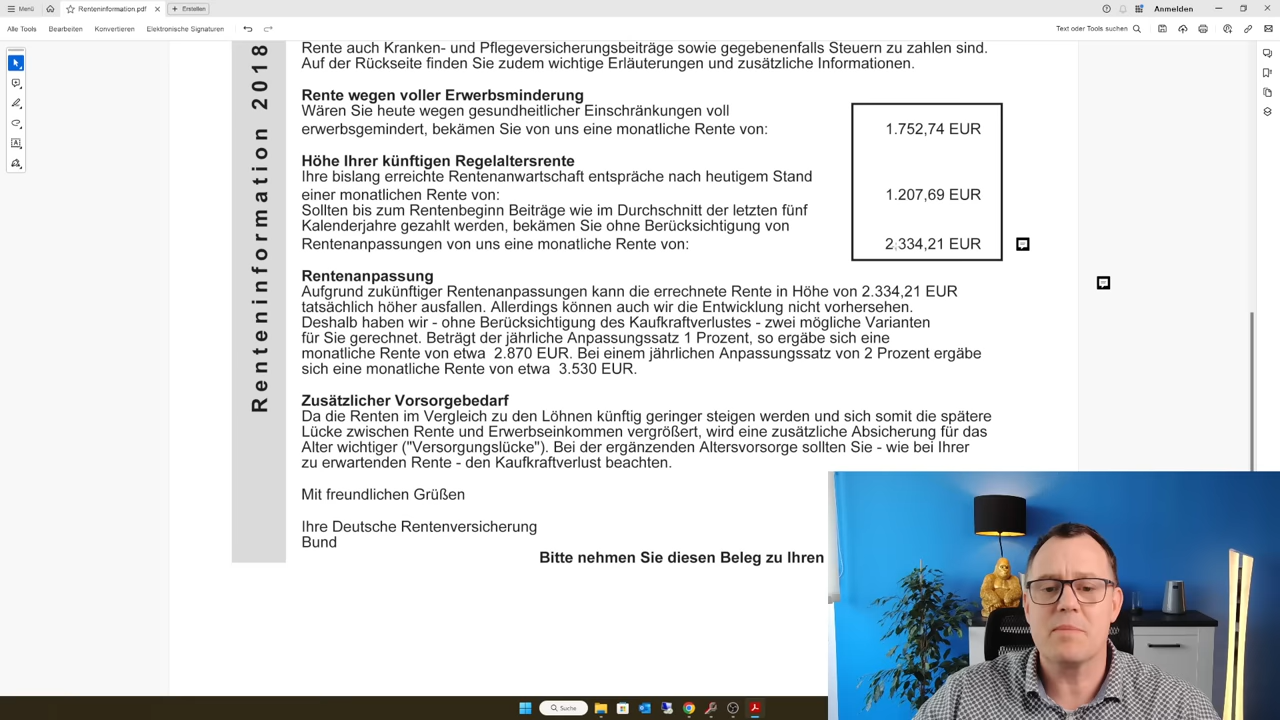 Menü
Renteninformation.pdf
Erstellen
Anmelden
Alle Tools
Bearbeiten
Konvertieren
Elektronische Signaturen
Text oder Tools suchen
Renteninformation 2018
Rente auch Kranken- und Pflegeversicherungsbeiträge sowie gegebenenfalls Steuern zu zahlen sind.
Auf der Rückseite finden Sie zudem wichtige Erläuterungen und zusätzliche Informationen.
Rente wegen voller Erwerbsminderung
Wären Sie heute wegen gesundheitlicher Einschränkungen voll
erwerbsgemindert, bekämen Sie von uns eine monatliche Rente von:
1.752,74 EUR
Höhe Ihrer künftigen Regelaltersrente
Ihre bislang erreichte Rentenanwartschaft entspräche nach heutigem Stand
einer monatlichen Rente von:
1.207,69 EUR
Sollten bis zum Rentenbeginn Beiträge wie im Durchschnitt der letzten fünf
Kalenderjahre gezahlt werden, bekämen Sie ohne Berücksichtigung von
Rentenanpassungen von uns eine monatliche Rente von:
2.334,21 EUR
Rentenanpassung
Aufgrund zukünftiger Rentenanpassungen kann die errechnete Rente in Höhe von 2.334,21 EUR
tatsächlich höher ausfallen. Allerdings können auch wir die Entwicklung nicht vorhersehen.
Deshalb haben wir - ohne Berücksichtigung des Kaufkraftverlustes - zwei mögliche Varianten
für Sie gerechnet. Beträgt der jährliche Anpassungssatz 1 Prozent, so ergäbe sich eine
monatliche Rente von etwa 2.870 EUR. Bei einem jährlichen Anpassungssatz von 2 Prozent ergäbe
sich eine monatliche Rente von etwa 3.530 EUR.
Zusätzlicher Vorsorgebedarf
Da die Renten im Vergleich zu den Löhnen künftig geringer steigen werden und sich somit die spätere
Lücke zwischen Rente und Erwerbseinkommen vergrößert, wird eine zusätzliche Absicherung für das
Alter wichtiger ("Versorgungslücke"). Bei der ergänzenden Altersvorsorge sollten Sie - wie bei Ihrer
zu erwartenden Rente - den Kaufkraftverlust beachten.
Mit freundlichen Grüßen
Ihre Deutsche Rentenversicherung
Bund
Bitte nehmen Sie diesen Beleg zu Ihren
Suche